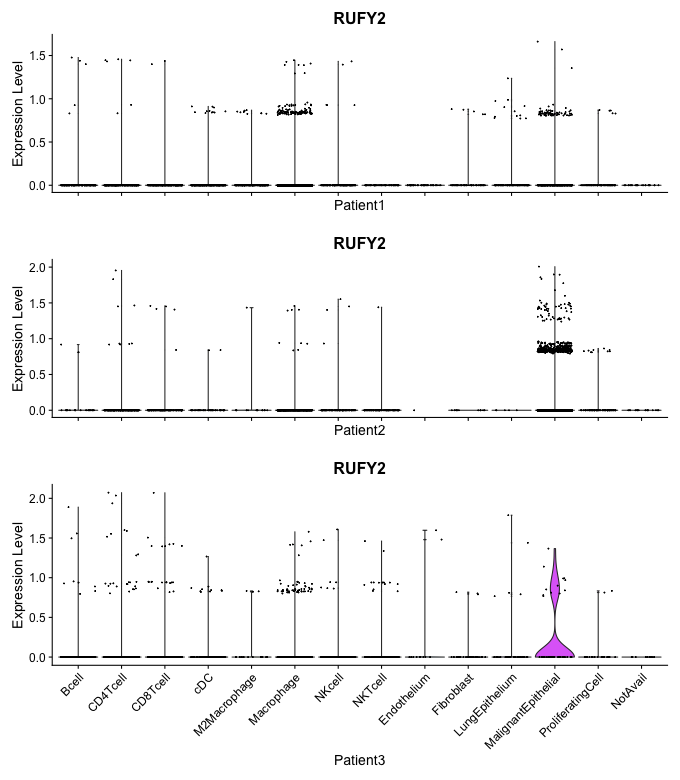 RUFY2
Expression Level
1.5
1.0
0.5
0.0
Patient1
RUFY2
Expression Level
2.0
1.5
1.0
0.5
0.0
Patient2
RUFY2
Expression Level
2.0
1.5
1.0
0.5
0.0
Bcell
CD4Tcell
CD8Tcell
cDC
M2Macrophage
Macrophage
NKcell
NKTcell
Endothelium
Fibroblast
LungEpithelium
MalignantEpithelial
ProliferatingCell
NotAvail
Patient3